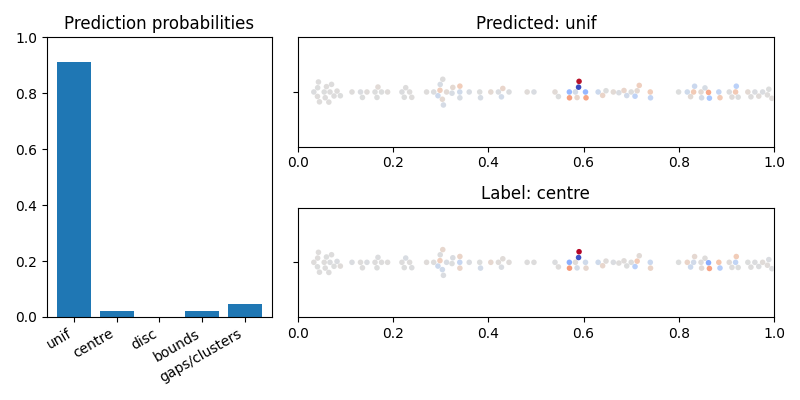 Prediction probabilities
1.0
0.8
0.6
0.4
0.2
0.0
unif
centre
disc
bounds
gaps/clusters
Predicted: unif
0.0 0.2 0.4 0.6 0.8 1.0
Label: centre
0.0 0.2 0.4 0.6 0.8 1.0